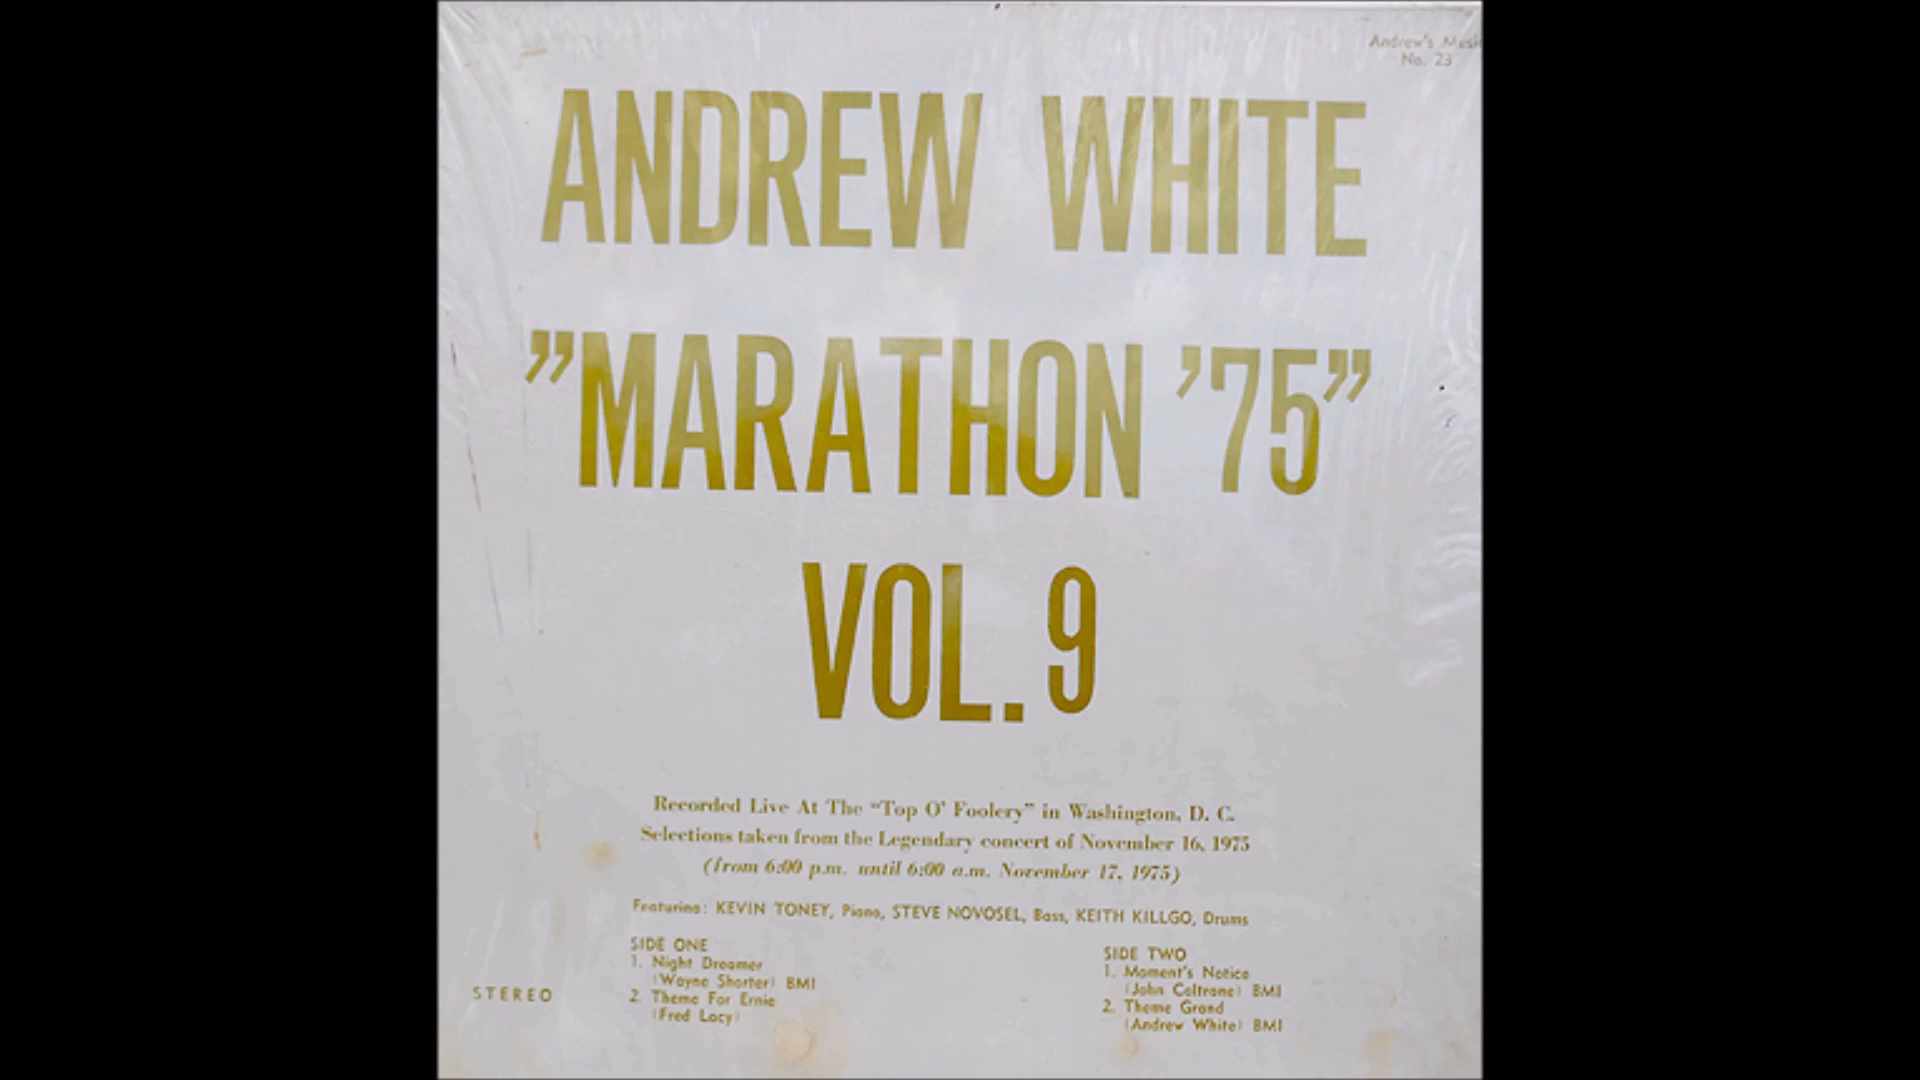 Andrew's Musi
No. 23
ANDREW WHITE
"MARATHON '75"
VOL. 9
Recorded Live At The "Top O' Foolery" in Washington, D. C.
Selections taken from the Legendary concert of November 16, 1975
(from 6:00 p.m. until 6:00 a.m. November 17, 1975)
Featuring: KEVIN TONEY, Piano, STEVE NOVOSEL, Bass, KEITH KILLGO, Drums
SIDE ONE
1. Night Dreamer
(Wayne Shorter) BMI
2. Theme For Ernie
(Fred Lacy)
SIDE TWO
1. Moment's Notice
(John Coltrane) BMI
2. Theme Grand
(Andrew White) BMI
STEREO